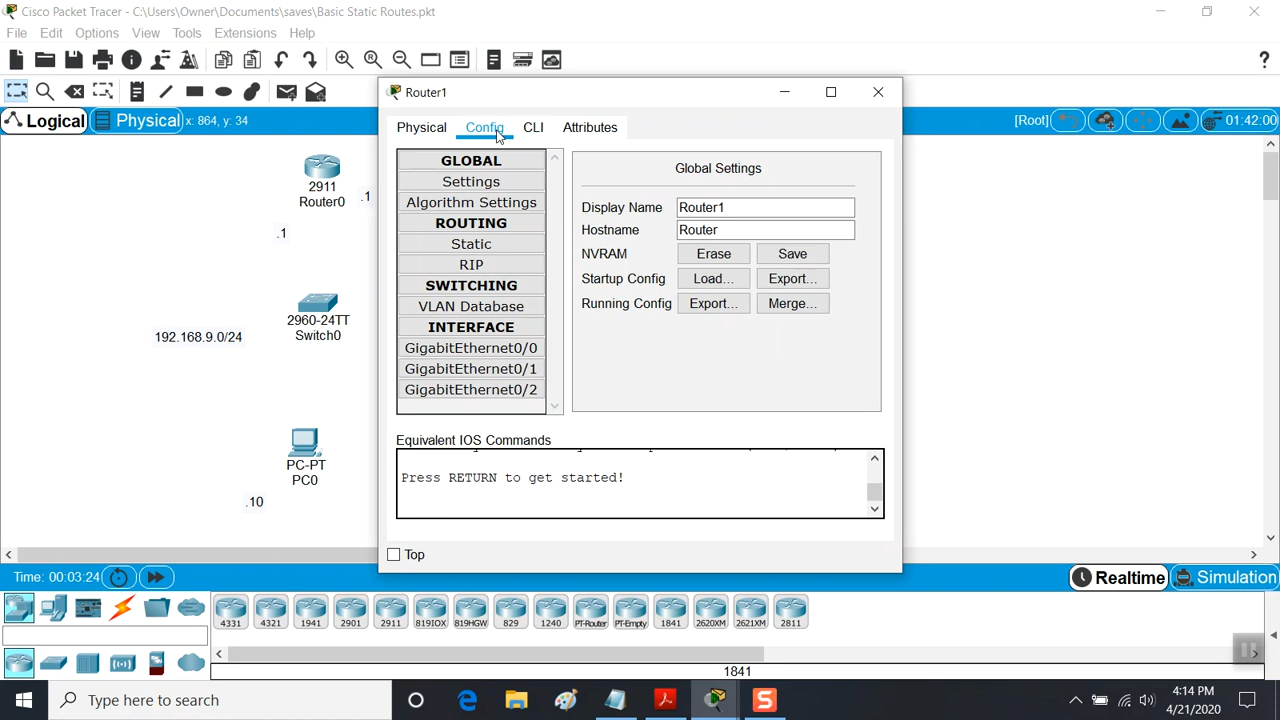 Cisco Packet Tracer - C:\Users\Owner\Documents\saves\Basic Static Routes.pkt
File Edit Options View Tools Extensions Help
?
Logical Physical x: 864, y: 34 [Root] 01:42:00
Router1
Physical Config CLI Attributes
GLOBAL
Settings
Algorithm Settings
ROUTING
Static
RIP
SWITCHING
VLAN Database
INTERFACE
GigabitEthernet0/0
GigabitEthernet0/1
GigabitEthernet0/2
Global Settings
Display Name Router1
Hostname Router
NVRAM Erase Save
Startup Config Load... Export...
Running Config Export... Merge...
Equivalent IOS Commands
Press RETURN to get started!
Top
2911
Router0
.1
.1
2960-24TT
Switch0
192.168.9.0/24
PC-PT
PC0
.10
Time: 00:03:24 Realtime Simulation
4331 4321 1941 2901 2911 819IOX 819HGW 829 1240 PT-Router PT-Empty 1841 2620XM 2621XM 2811
1841
Type here to search
4:14 PM
4/21/2020